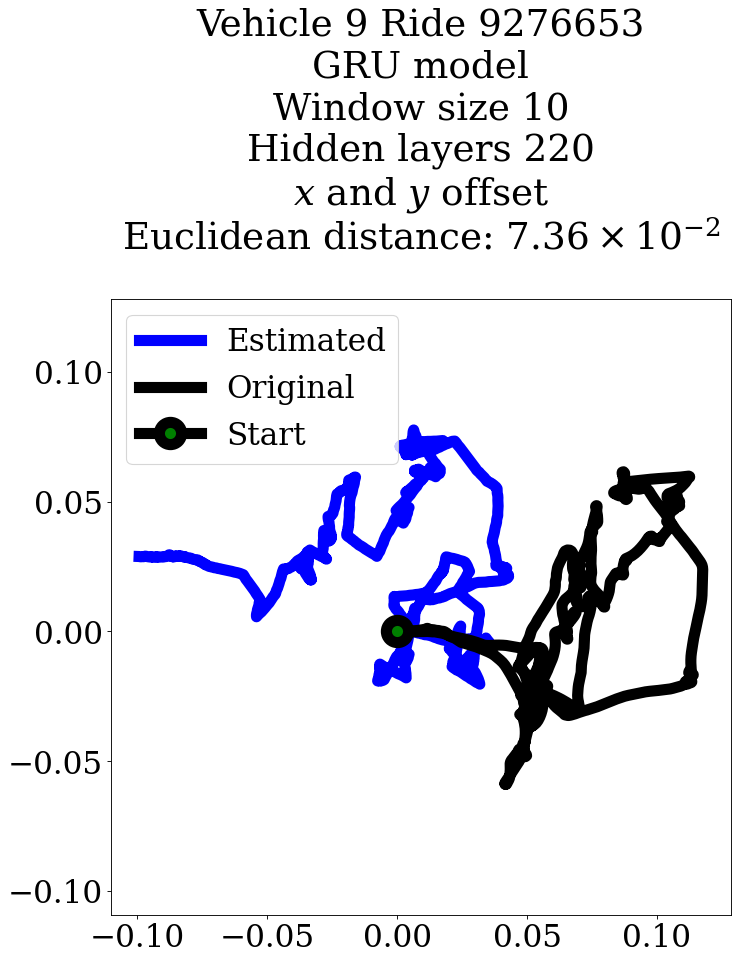 Vehicle 9 Ride 9276653
GRU model
Window size 10
Hidden layers 220
x and y offset
Euclidean distance: 7.36 × 10⁻²
Estimated
Original
Start
0.10
0.05
0.00
−0.05
−0.10
−0.10 −0.05 0.00 0.05 0.10